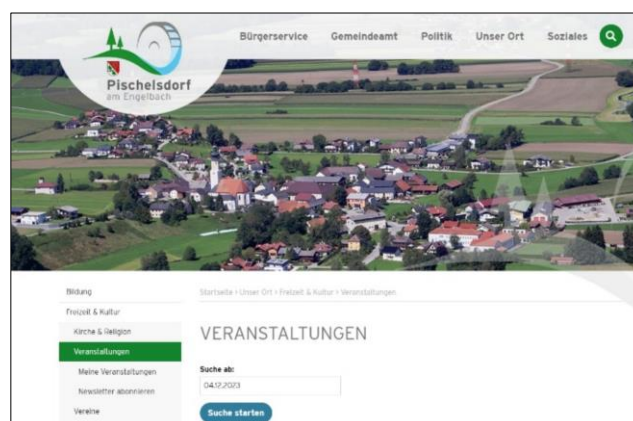 Bürgerservice Gemeindeamt Politik Unser Ort Soziales
Pischelsdorf
am Engelbach
Bildung
Startseite > Unser Ort > Freizeit & Kultur > Veranstaltungen
Freizeit & Kultur
Kirche & Religion
VERANSTALTUNGEN
Veranstaltungen
Meine Veranstaltungen
Suche ab:
04.12.2023
Newsletter abonnieren
Vereine
Suche starten